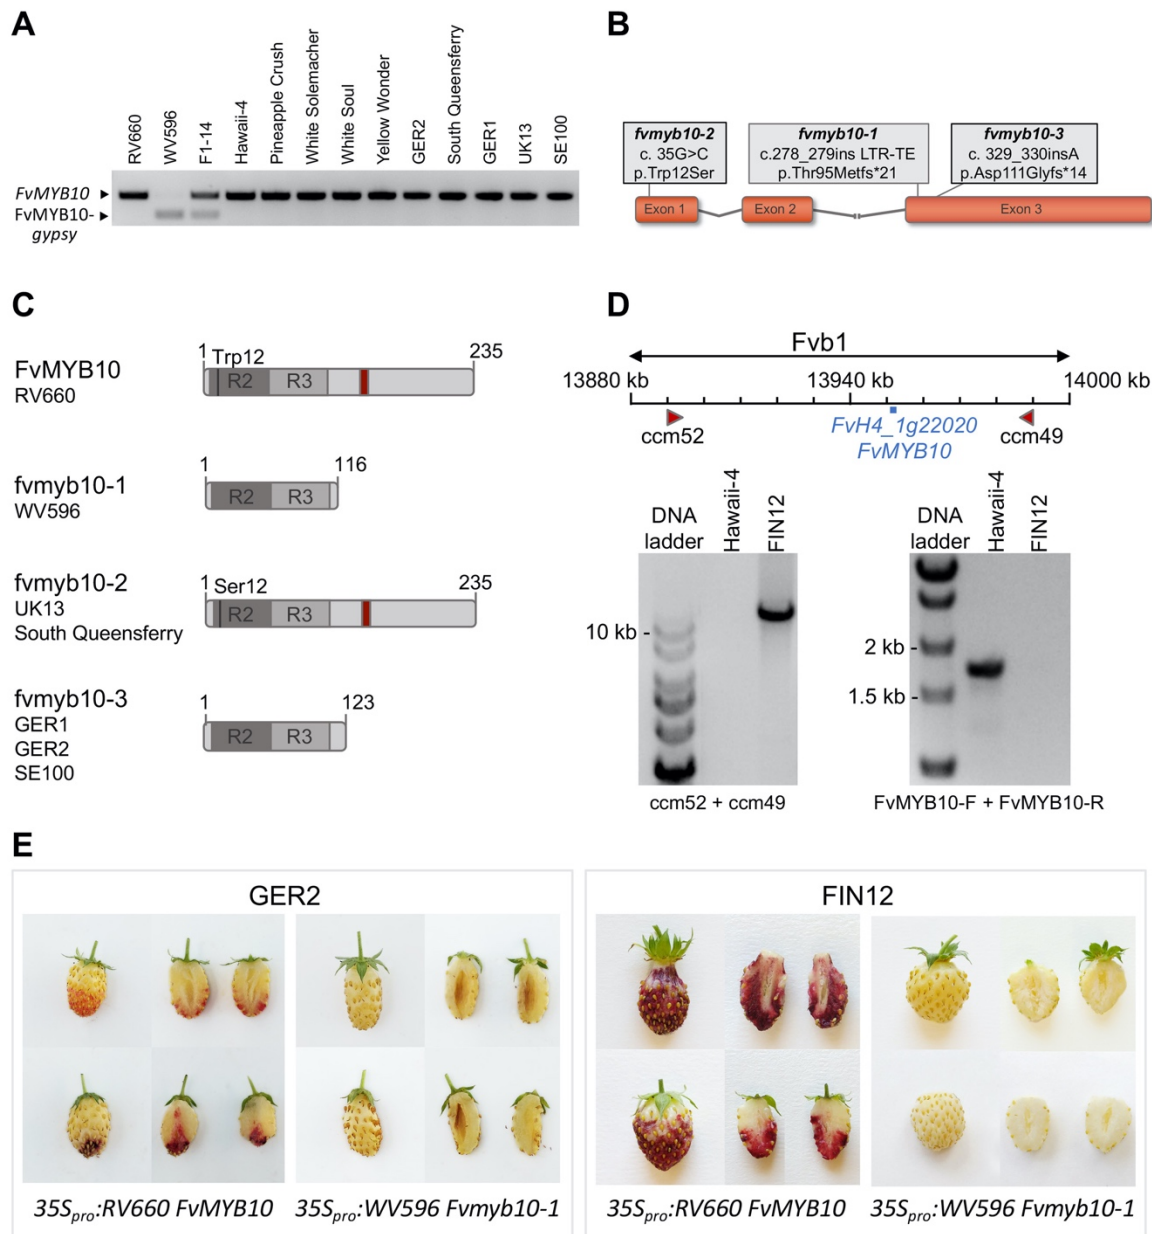 A
RV660
WV596
F1-14
Hawaii-4
Pineapple Crush
White Solemacher
White Soul
Yellow Wonder
GER2
South Queensferry
GER1
UK13
SE100
FvMYB10
FvMYB10-
gypsy
B
fvmyb10-2
c. 35G>C
p.Trp12Ser
fvmyb10-1
c.278_279ins LTR-TE
p.Thr95Metfs*21
fvmyb10-3
c. 329_330insA
p.Asp111Glyfs*14
Exon 1
Exon 2
Exon 3
C
FvMYB10
RV660
1
Trp12
235
R2
R3
fvmyb10-1
WV596
1
116
R2
R3
fvmyb10-2
UK13
South Queensferry
1
Ser12
235
R2
R3
fvmyb10-3
GER1
GER2
SE100
1
123
R2
R3
D
Fvb1
13880 kb
13940 kb
14000 kb
ccm52
FvH4_1g22020
FvMYB10
ccm49
DNA
ladder
Hawaii-4
FIN12
10 kb
ccm52 + ccm49
DNA
ladder
Hawaii-4
FIN12
2 kb
1.5 kb
FvMYB10-F + FvMYB10-R
E
GER2
35Spro:RV660 FvMYB10
35Spro:WV596 Fvmyb10-1
FIN12
35Spro:RV660 FvMYB10
35Spro:WV596 Fvmyb10-1